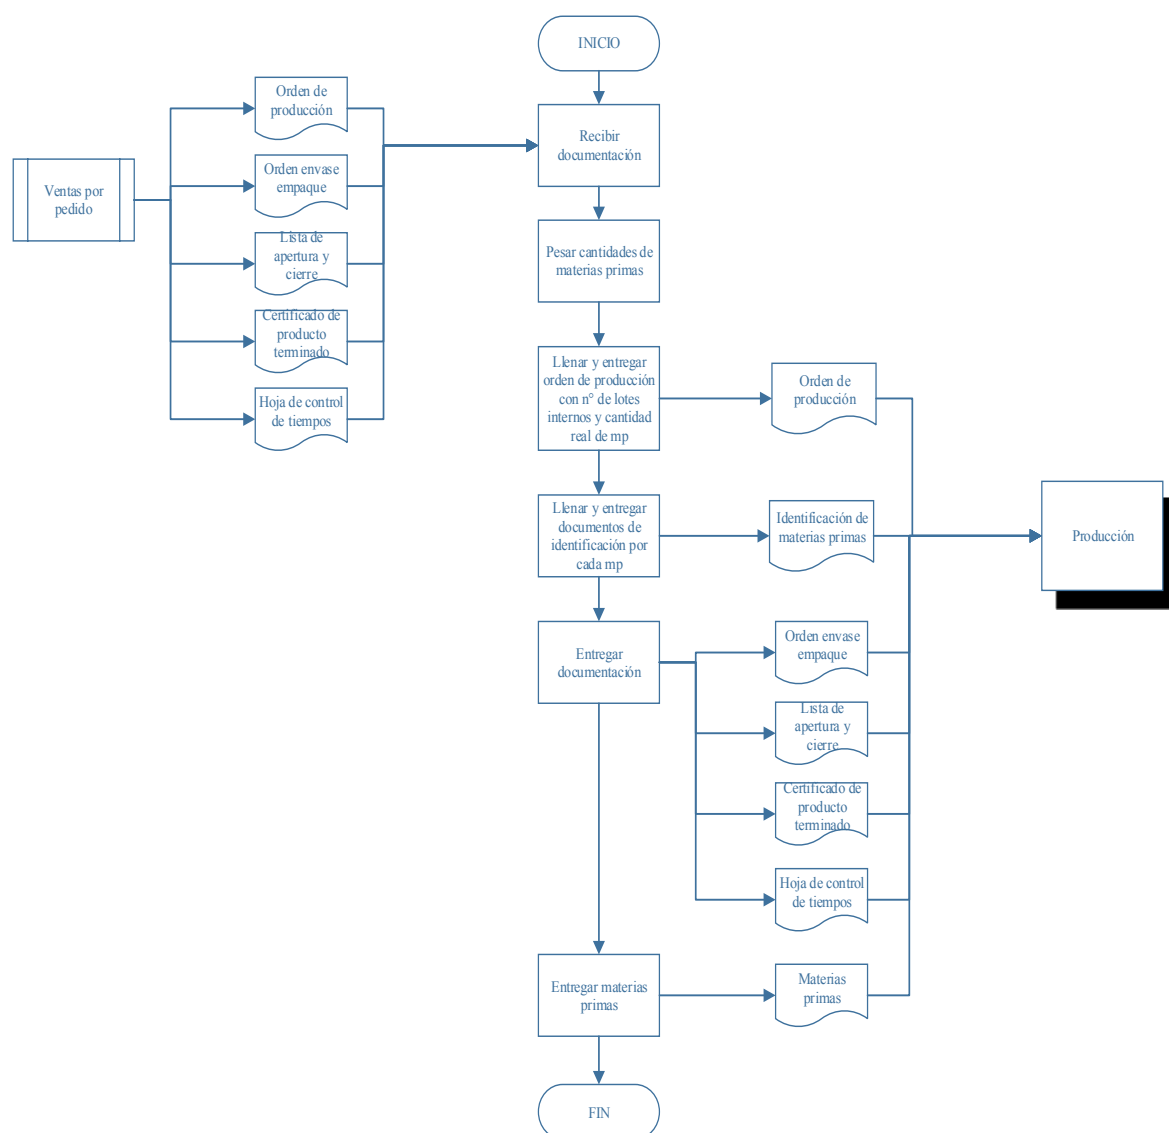 INICIO
Orden de
producción
Recibir
documentación
Ventas por
pedido
Orden envase
empaque
Lista de
apertura y
cierre
Certificado de
producto
terminado
Hoja de control
de tiempos
Pesar cantidades de
materias primas
Llenar y entregar
orden de producción
con n° de lotes
internos y cantidad
real de mp
Orden de
producción
Llenar y entregar
documentos de
identificación por
cada mp
Identificación de
materias primas
Producción
Entregar
documentación
Orden envase
empaque
Lista de
apertura y
cierre
Certificado de
producto
terminado
Hoja de control
de tiempos
Entregar materias
primas
Materias
primas
FIN